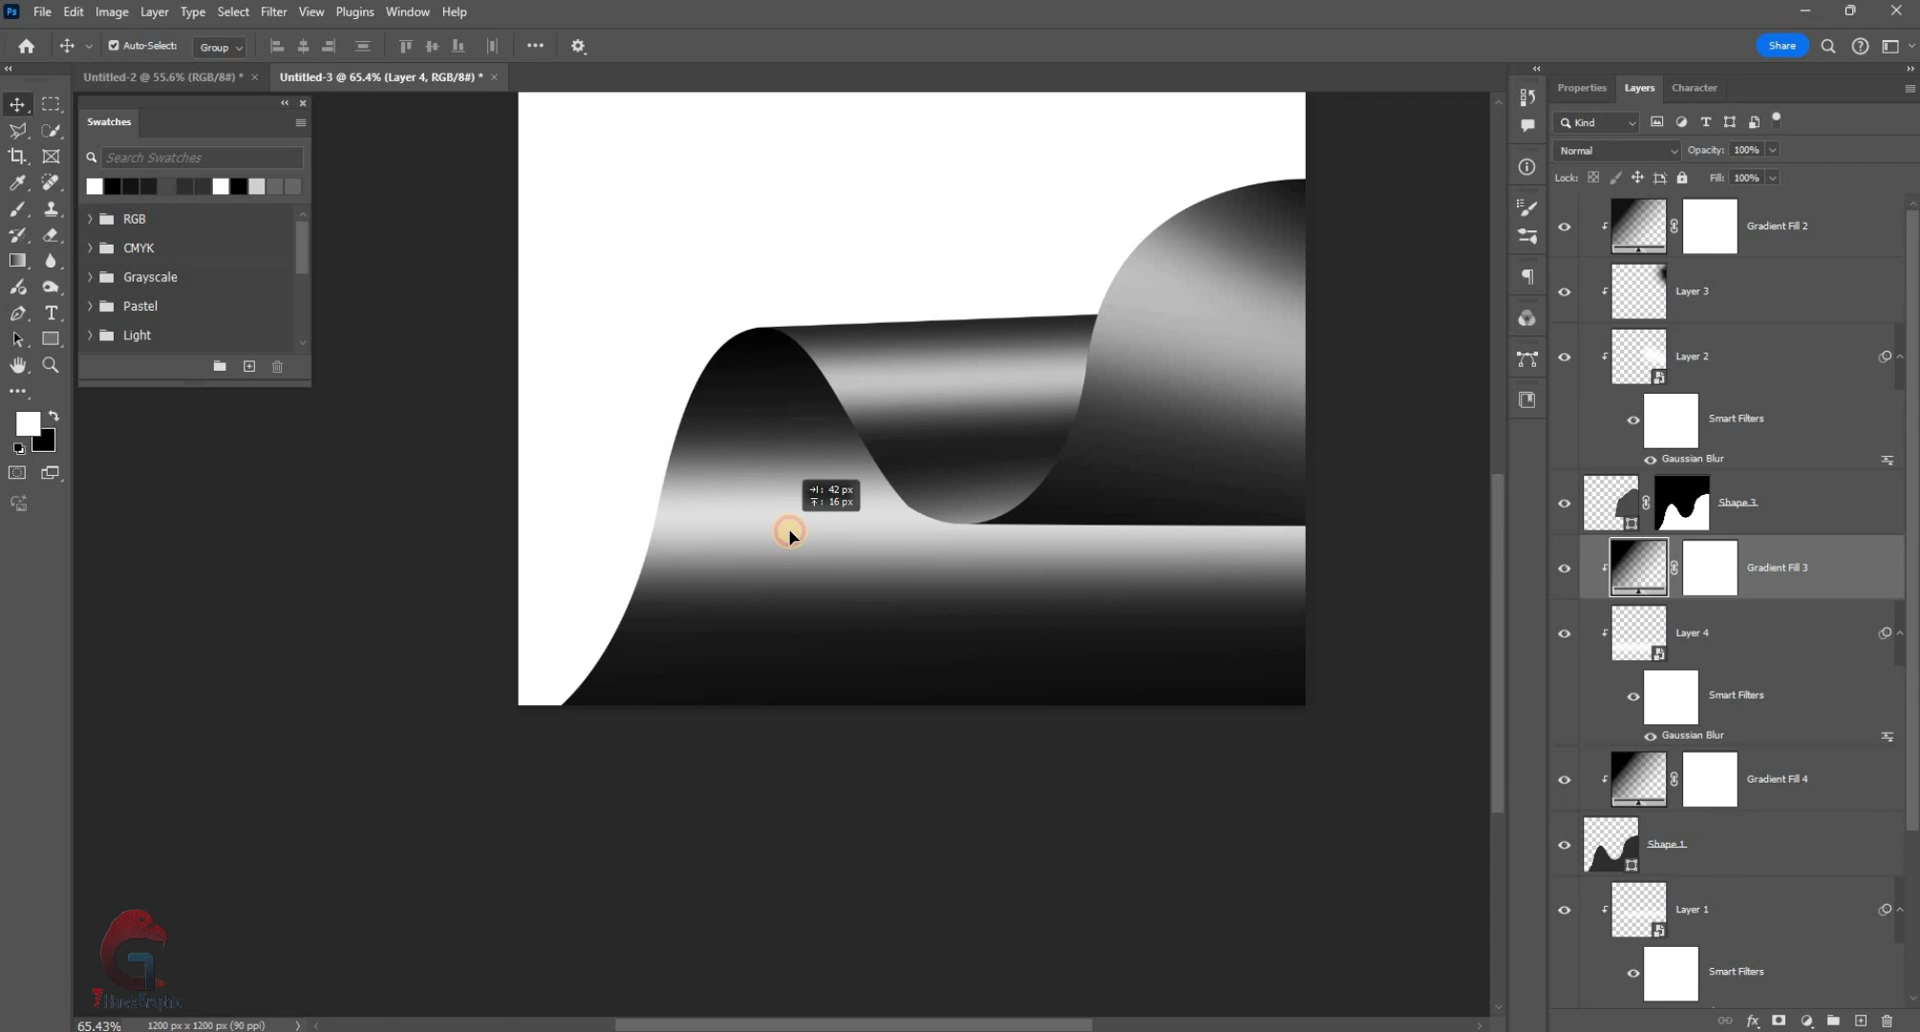 Ps File Edit Image Layer Type Select Filter View Plugins Window Help
Auto-Select: Group Share
Untitled-2 @ 55.6% (RGB/8#) * Untitled-3 @ 65.4% (Layer 4, RGB/8#) *
Swatches
Search Swatches
RGB
CMYK
Grayscale
Pastel
Light
42 px
16 px
Properties Layers Character
Kind
Normal Opacity: 100%
Lock: Fill: 100%
Gradient Fill 2
Layer 3
Layer 2
Smart Filters
Gaussian Blur
Shape 3
Gradient Fill 3
Layer 4
Smart Filters
Gaussian Blur
Gradient Fill 4
Shape 1
Layer 1
Smart Filters
65.43% 1200 px x 1200 px (90 ppi)